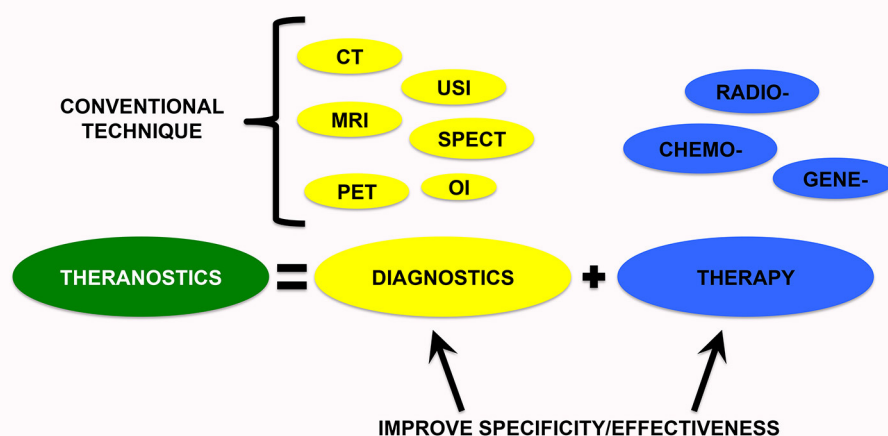 CT
USI
CONVENTIONAL
TECHNIQUE
MRI
SPECT
PET
OI
RADIO-
CHEMO-
GENE-
THERANOSTICS
=
DIAGNOSTICS
+
THERAPY
IMPROVE SPECIFICITY/EFFECTIVENESS